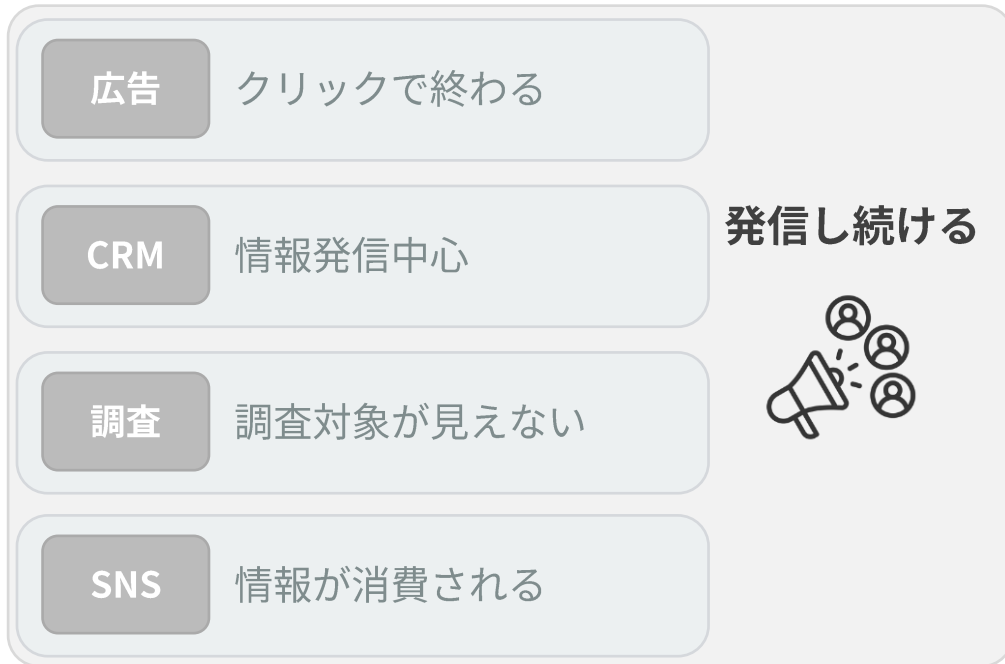 広告
クリックで終わる
CRM
情報発信中心
発信し続ける
調査
調査対象が見えない
SNS
情報が消費される